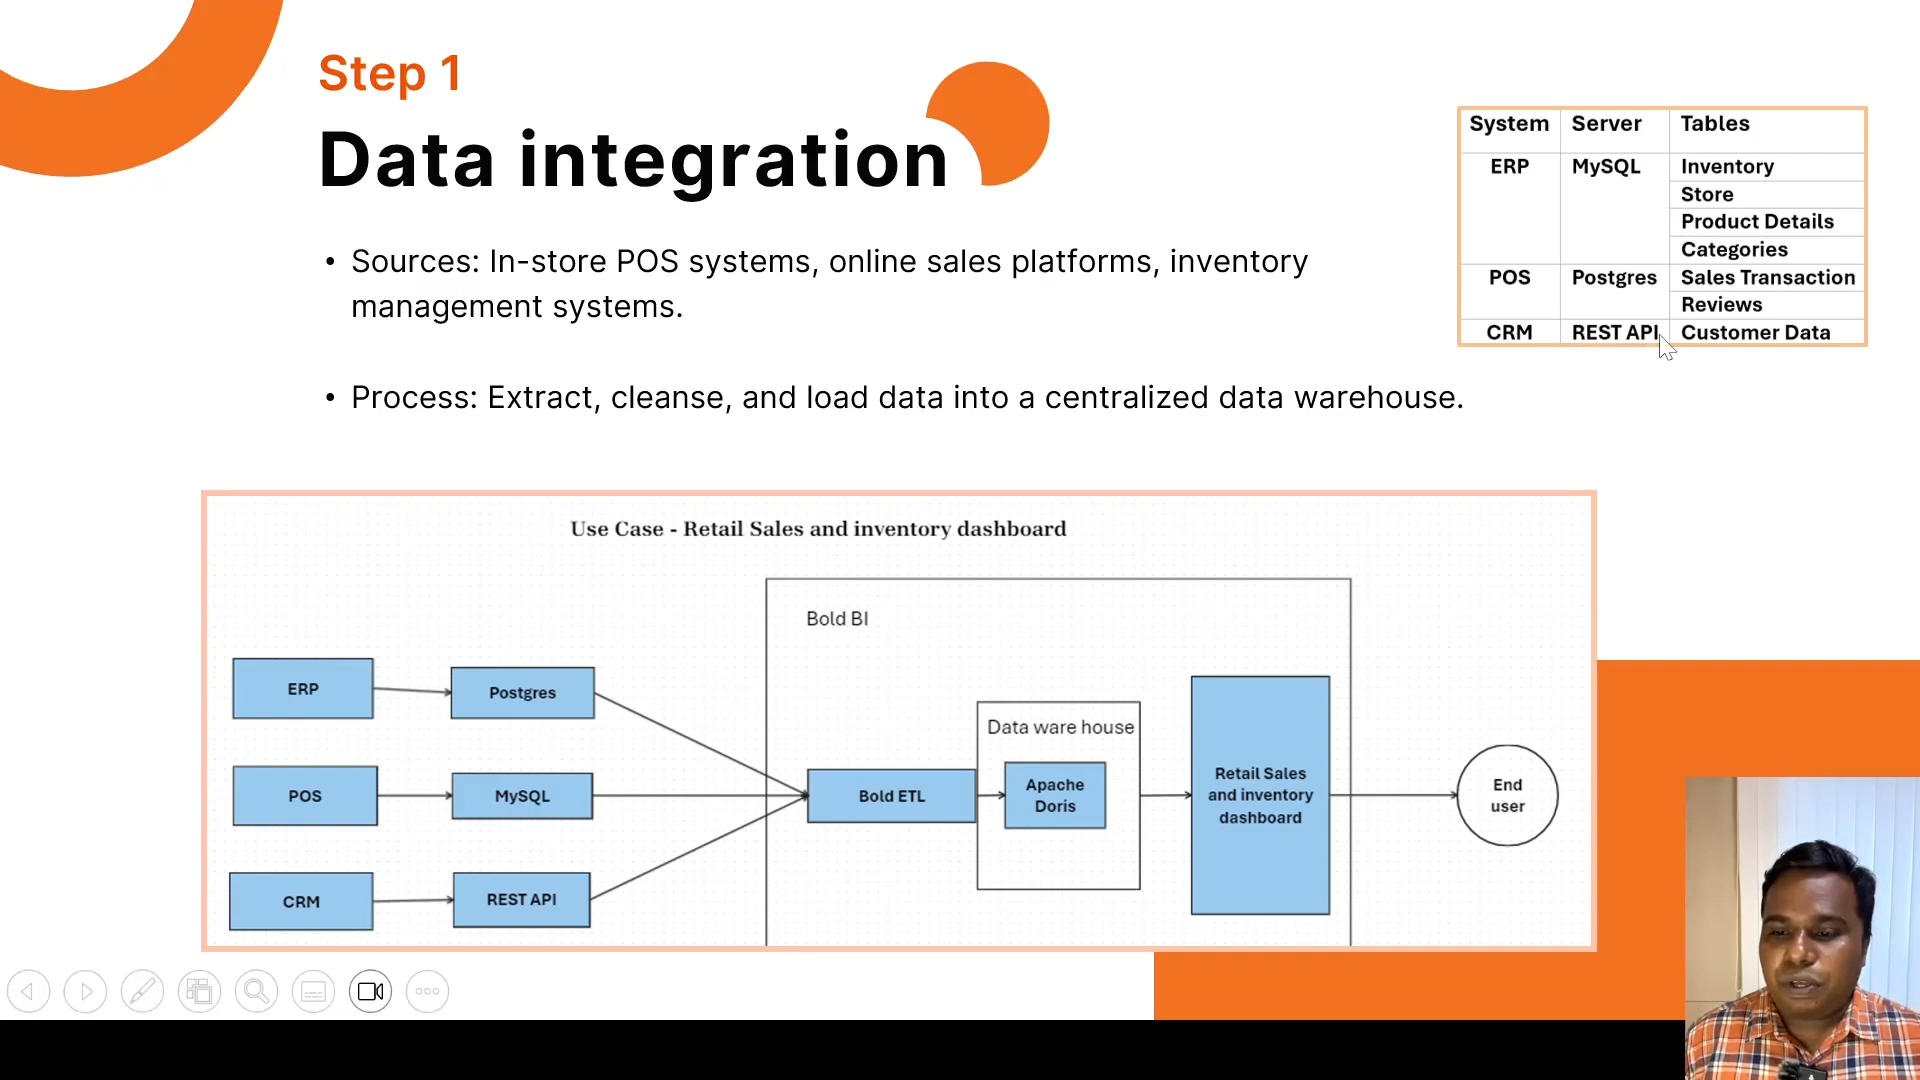 Step 1
Data integration
• Sources: In-store POS systems, online sales platforms, inventory
management systems.
• Process: Extract, cleanse, and load data into a centralized data warehouse.
System Server Tables
ERP MySQL Inventory
Store
Product Details
Categories
POS Postgres Sales Transaction
Reviews
CRM REST API Customer Data
Use Case - Retail Sales and inventory dashboard
Bold BI
ERP
Postgres
POS
MySQL
CRM
REST API
Bold ETL
Data ware house
Apache
Doris
Retail Sales
and inventory
dashboard
End
user